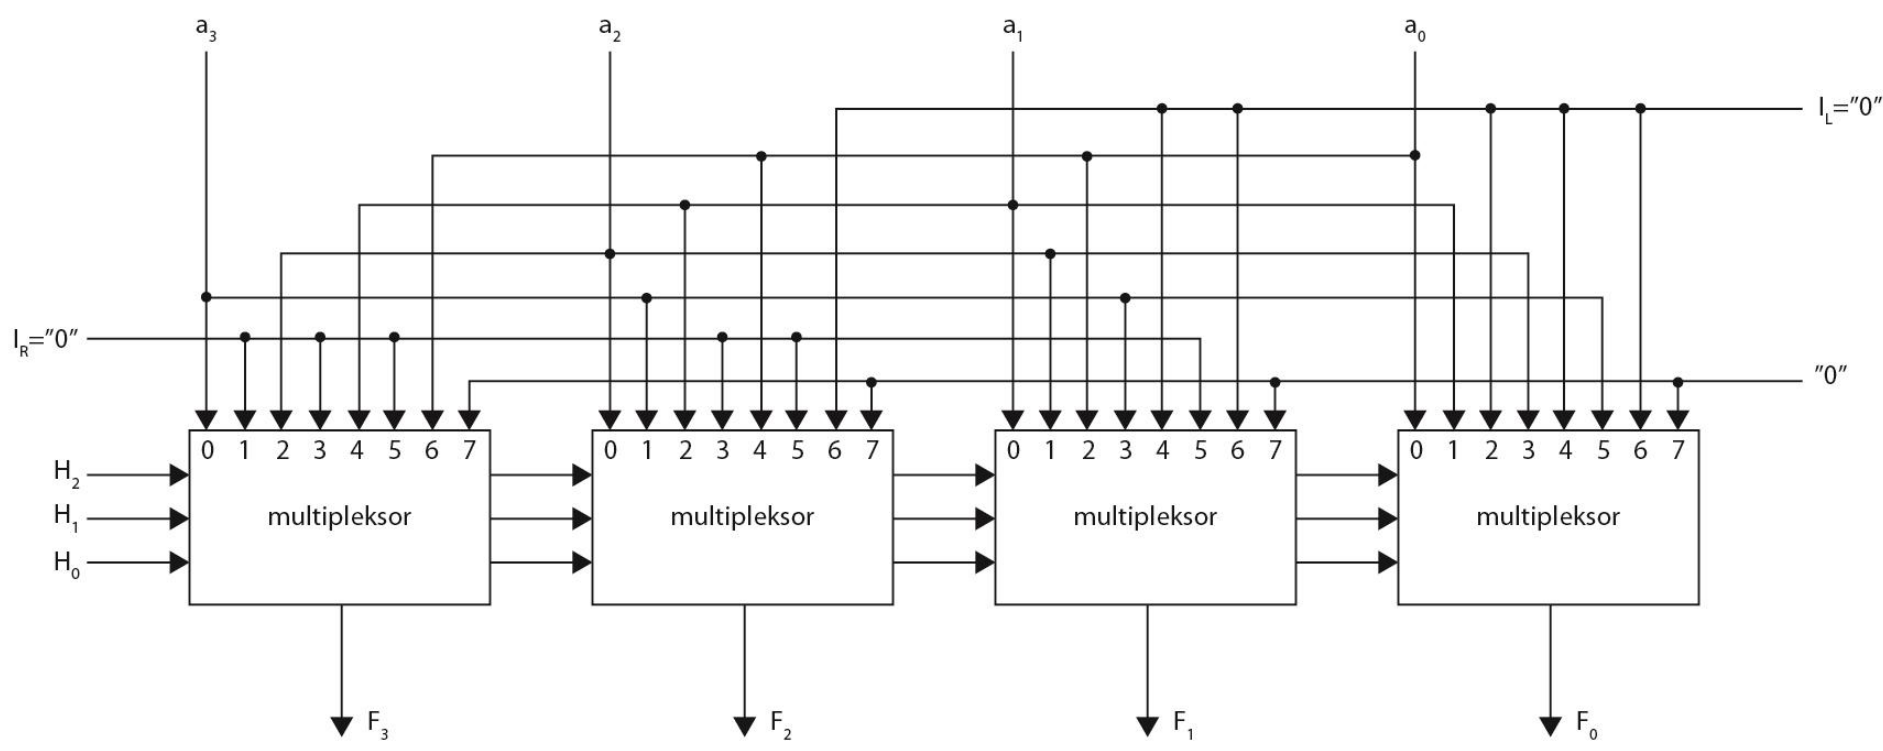 a3 a2 a1 a0
IL="0"
IR="0"
"0"
0 1 2 3 4 5 6 7 0 1 2 3 4 5 6 7 0 1 2 3 4 5 6 7 0 1 2 3 4 5 6 7
H2
H1 multipleksor multipleksor multipleksor multipleksor
H0
F3 F2 F1 F0